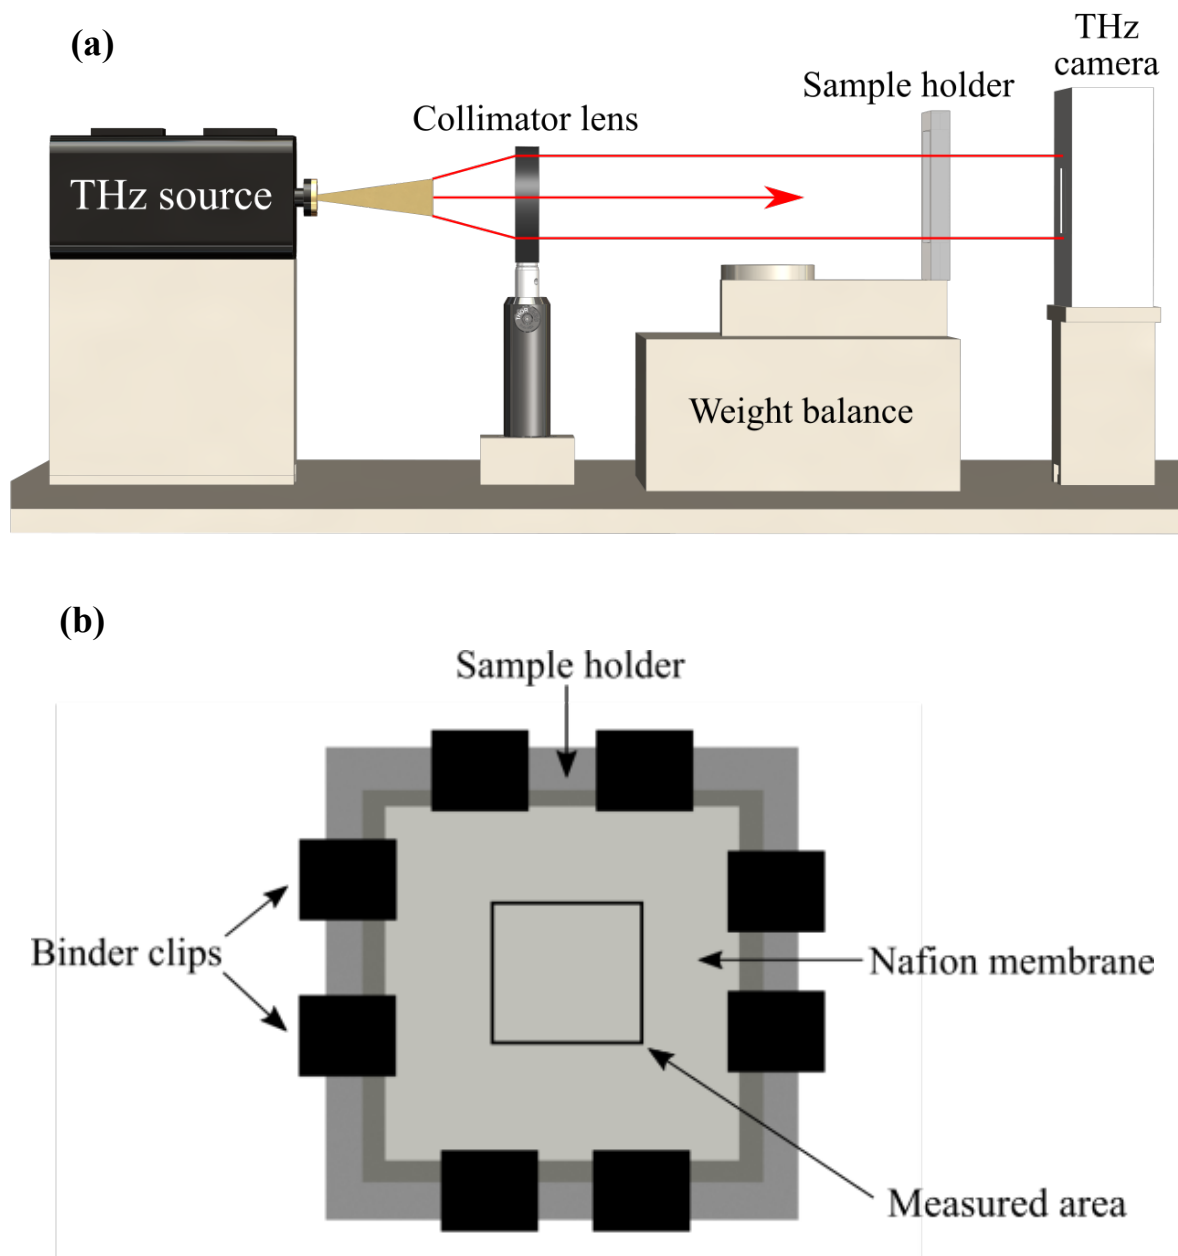 (a)
THz
camera
Sample holder
Collimator lens
THz source
Weight balance
(b)
Sample holder
Binder clips
Nafion membrane
Measured area